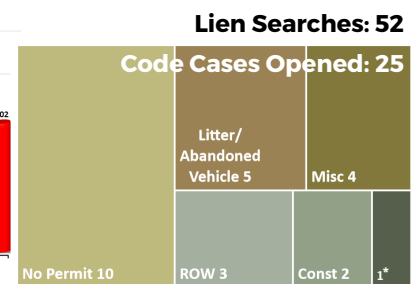 Lien Searches: 52
Code Cases Opened: 25
02
Litter/
Abandoned
Vehicle 5
Misc 4
No Permit 10
ROW 3
Const 2
1*